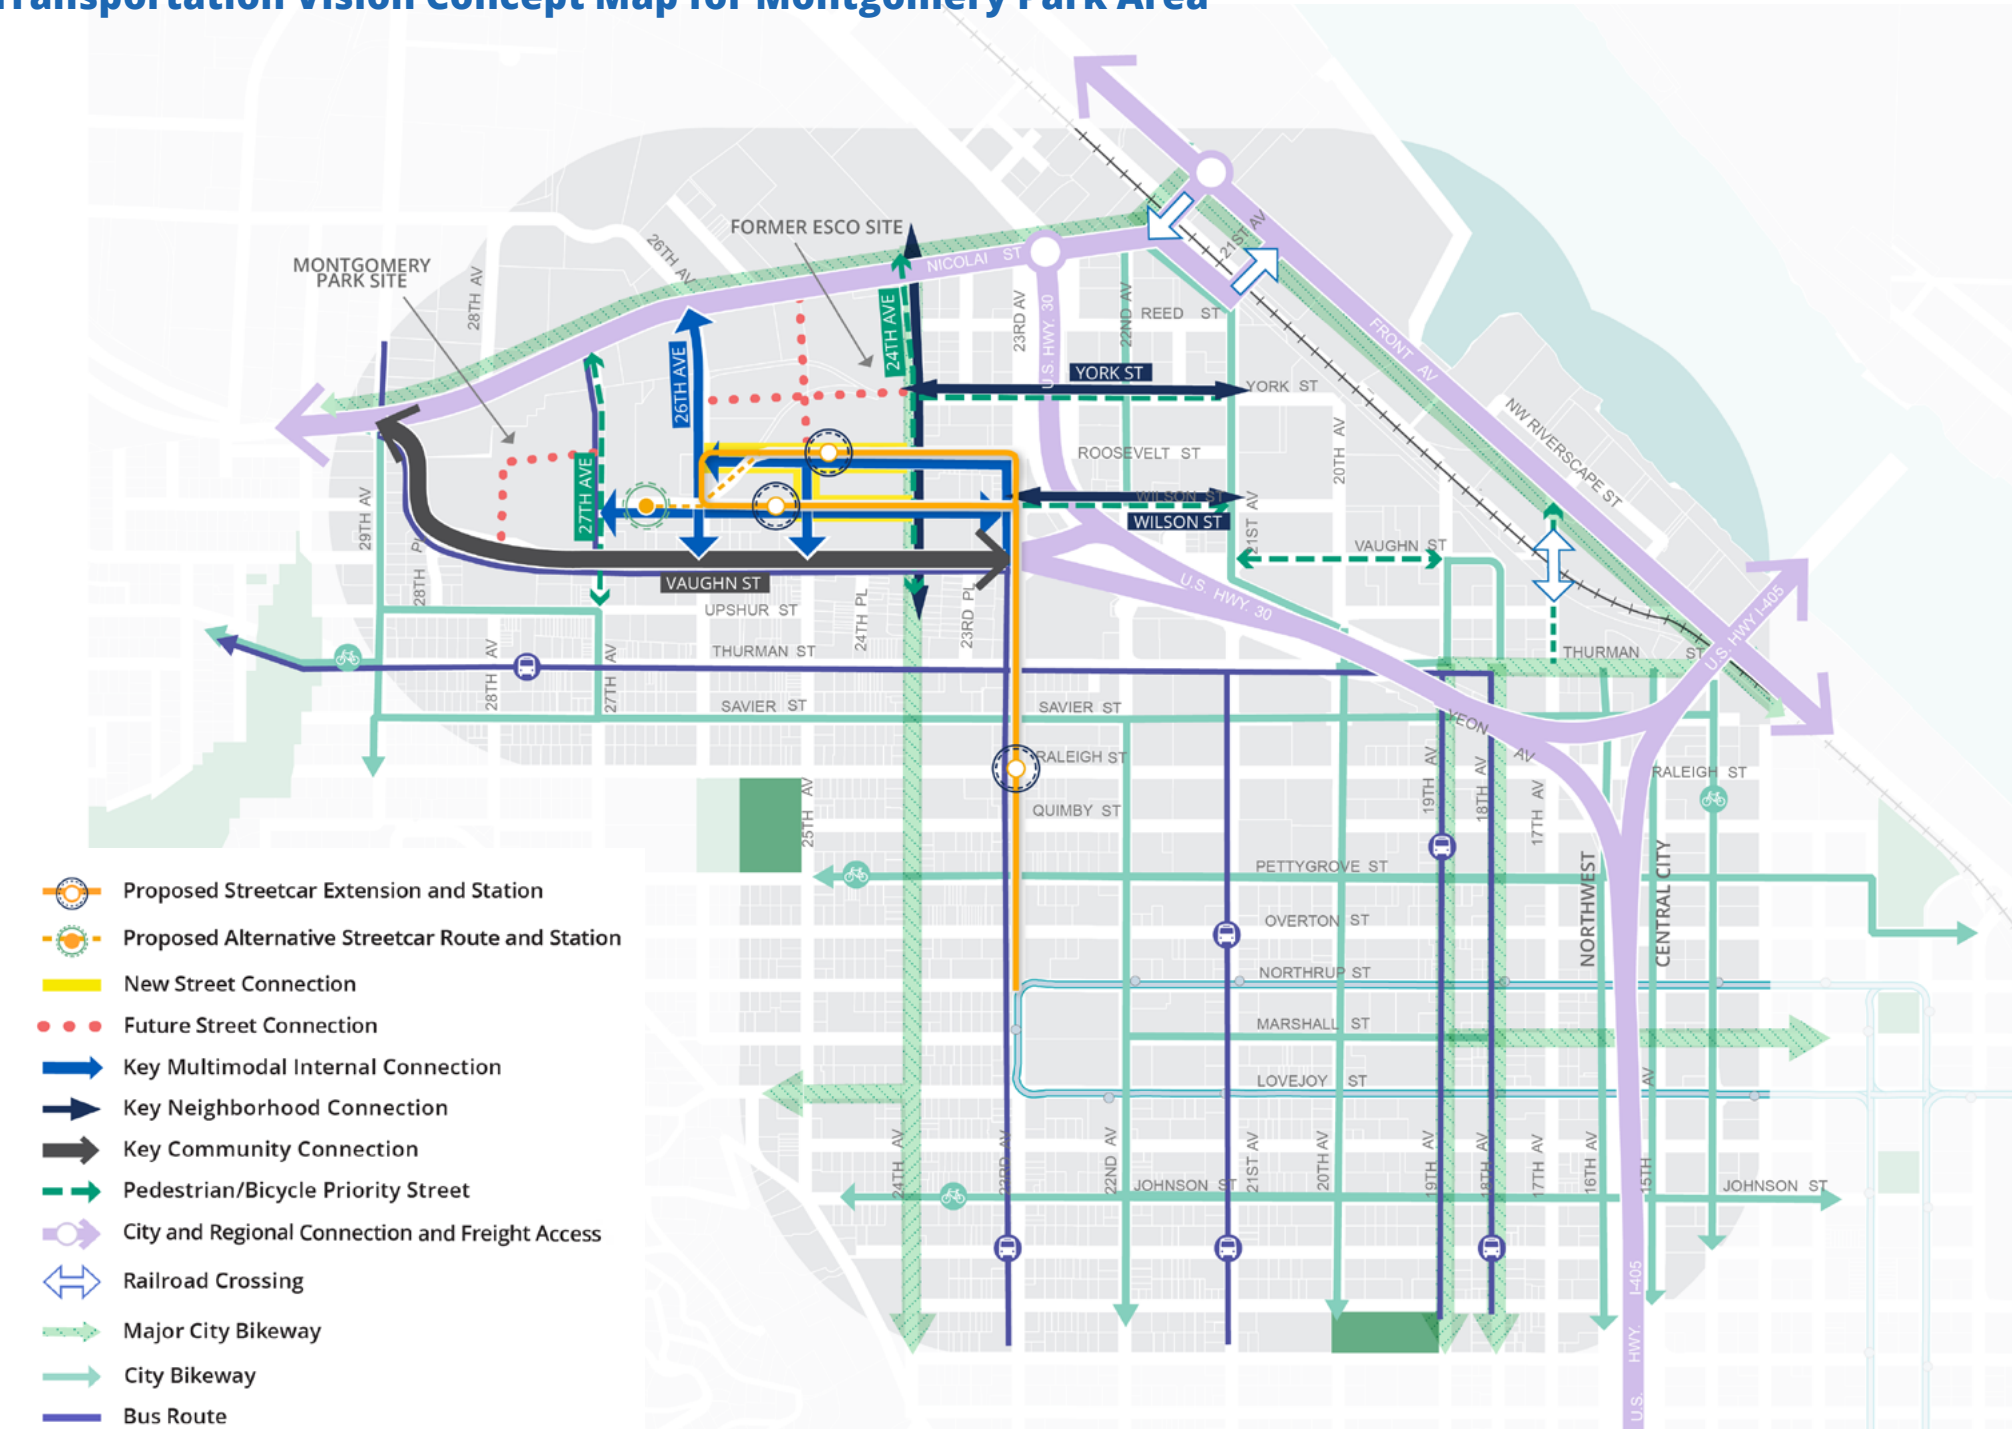 Transportation Vision Concept Map for Montgomery Park Area
FORMER ESCO SITE
MONTGOMERY
PARK SITE
26TH AV
28TH AV
NICOLAI ST
21ST AV
24TH AVE
23RD AV
U.S. HWY. 30
22ND AV
REED ST
FRONT AV
26TH AVE
YORK ST
YORK ST
NW RIVERSCAPE ST
20TH AV
ROOSEVELT ST
27TH AVE
WILSON ST
WILSON ST
29TH AV
28TH PL
21ST AV
VAUGHN ST
VAUGHN ST
U.S. HWY. 30
U.S. HWY I-405
UPSHUR ST
24TH PL
23RD PL
THURMAN ST
THURMAN ST
28TH AV
27TH AV
SAVIER ST
SAVIER ST
YEON AV
RALEIGH ST
RALEIGH ST
19TH AV
18TH AV
17TH AV
25TH AV
QUIMBY ST
PETTYGROVE ST
NORTHWEST
CENTRAL CITY
OVERTON ST
NORTHRUP ST
MARSHALL ST
LOVEJOY ST
24TH AV
23RD AV
22ND AV
21ST AV
20TH AV
19TH AV
18TH AV
17TH AV
16TH AV
15TH AV
JOHNSON ST
JOHNSON ST
U.S. HWY. I-405
Proposed Streetcar Extension and Station
Proposed Alternative Streetcar Route and Station
New Street Connection
Future Street Connection
Key Multimodal Internal Connection
Key Neighborhood Connection
Key Community Connection
Pedestrian/Bicycle Priority Street
City and Regional Connection and Freight Access
Railroad Crossing
Major City Bikeway
City Bikeway
Bus Route